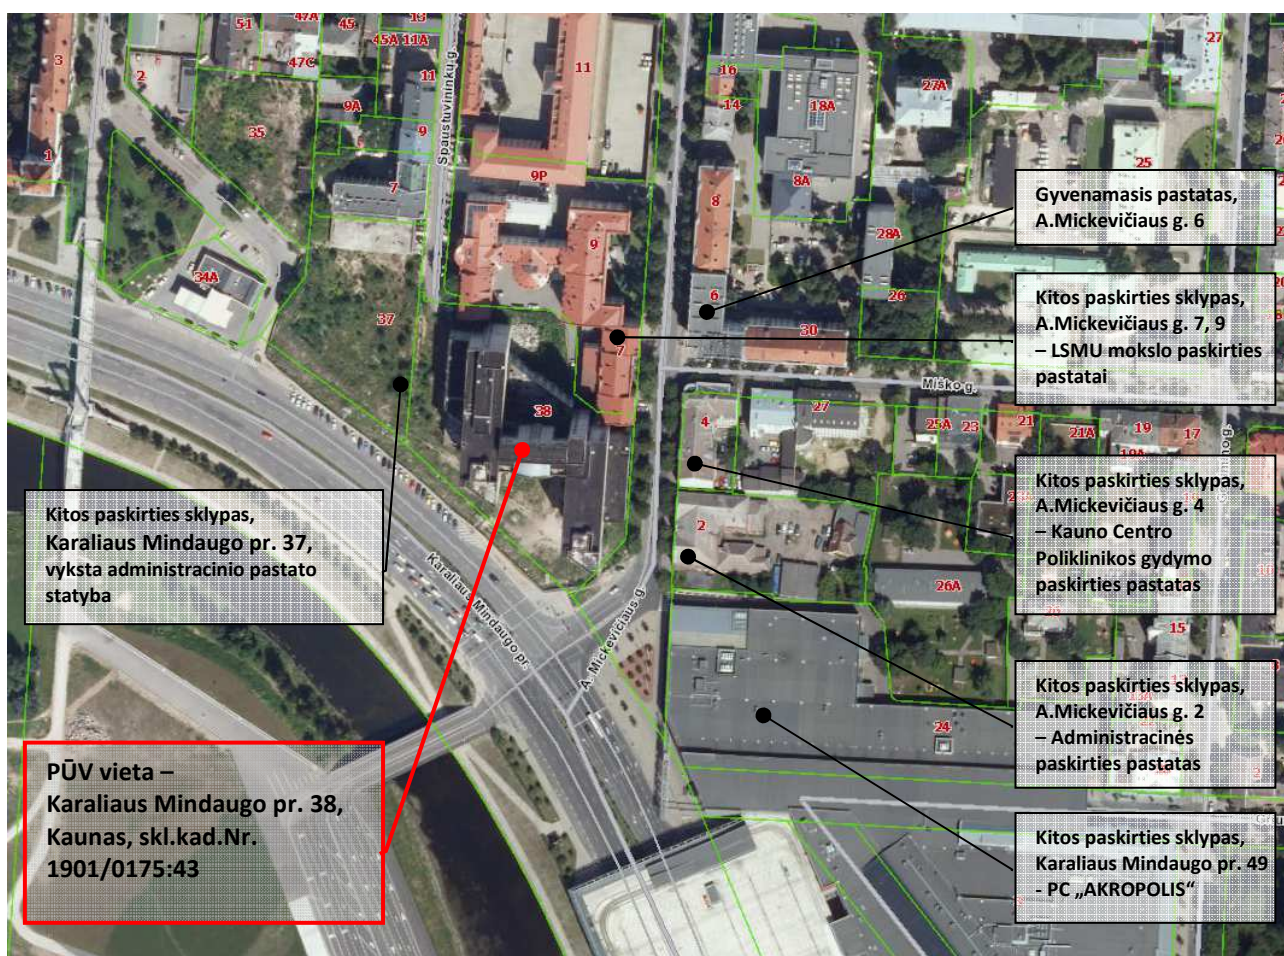 51
47A
45
13
3
45A
11A
47C
2
11
11
27
16
27A
14
18A
9A
35
9
6
Spaustuvininkų g.
1
25
9P
7
8
8A
Gyvenamasis pastatas,
A.Mickevičiaus g. 6
9
28A
34A
6
26
Kitos paskirties sklypas,
A.Mickevičiaus g. 7, 9
– LSMU mokslo paskirties
pastatai
37
30
7
Miško g.
38
4
27
25A
23
21
21A
19
17
19A
Kitos paskirties sklypas,
A.Mickevičiaus g. 4
– Kauno Centro
Poliklinikos gydymo
paskirties pastatas
Kitos paskirties sklypas,
Karaliaus Mindaugo pr. 37,
vyksta administracinio pastato
statyba
2
26A
Karaliaus Mindaugo pr.
A. Mickevičiaus g.
15
Kitos paskirties sklypas,
A.Mickevičiaus g. 2
– Administracinės
paskirties pastatas
24
PŪV vieta –
Karaliaus Mindaugo pr. 38,
Kaunas, skl.kad.Nr.
1901/0175:43
Kitos paskirties sklypas,
Karaliaus Mindaugo pr. 49
- PC „AKROPOLIS“